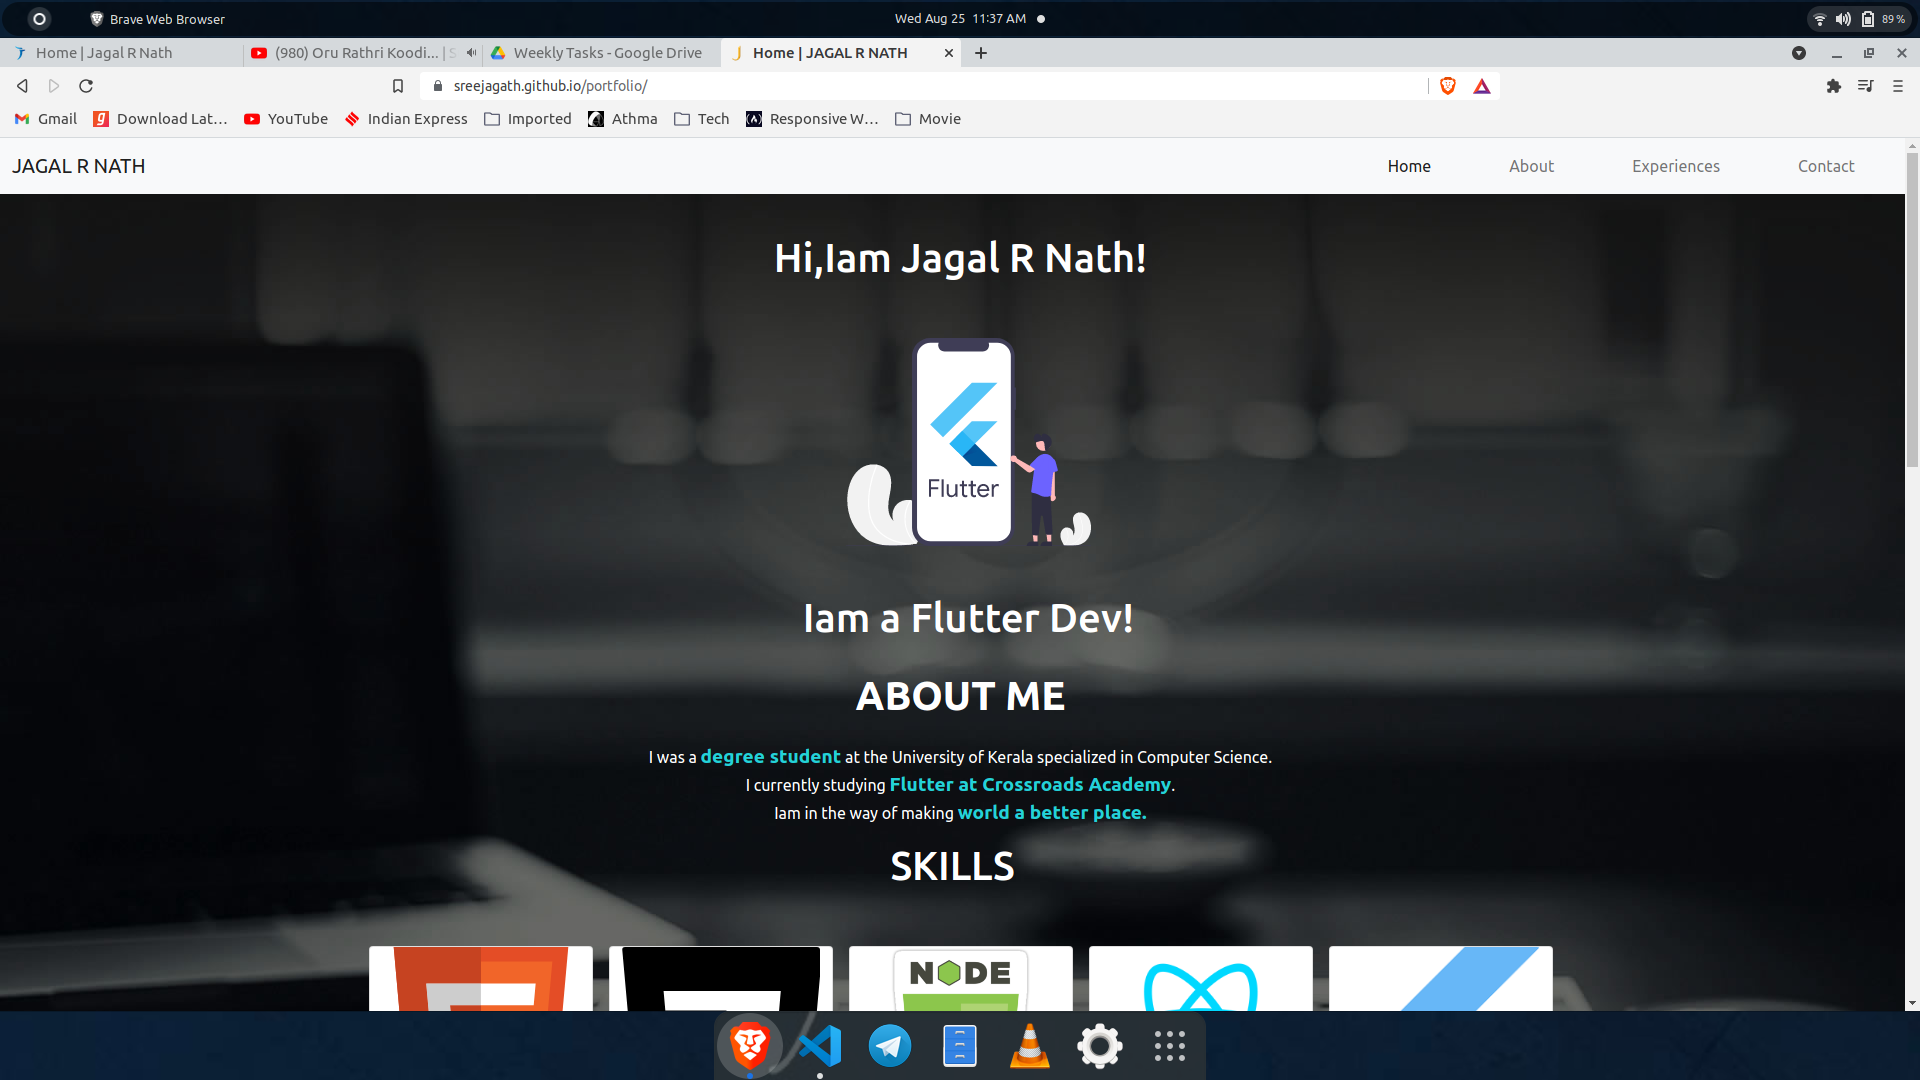 Brave Web Browser
Wed Aug 25 11:37 AM
89 %
Home | Jagal R Nath
(980) Oru Rathri Koodi... | S
Weekly Tasks - Google Drive
Home | JAGAL R NATH
sreejagath.github.io/portfolio/
Gmail
Download Lat...
YouTube
Indian Express
Imported
Athma
Tech
Responsive W...
Movie
JAGAL R NATH
Home
About
Experiences
Contact
Hi,Iam Jagal R Nath!
Flutter
Iam a Flutter Dev!
ABOUT ME
I was a degree student at the University of Kerala specialized in Computer Science.
I currently studying Flutter at Crossroads Academy.
Iam in the way of making world a better place.
SKILLS
NODE